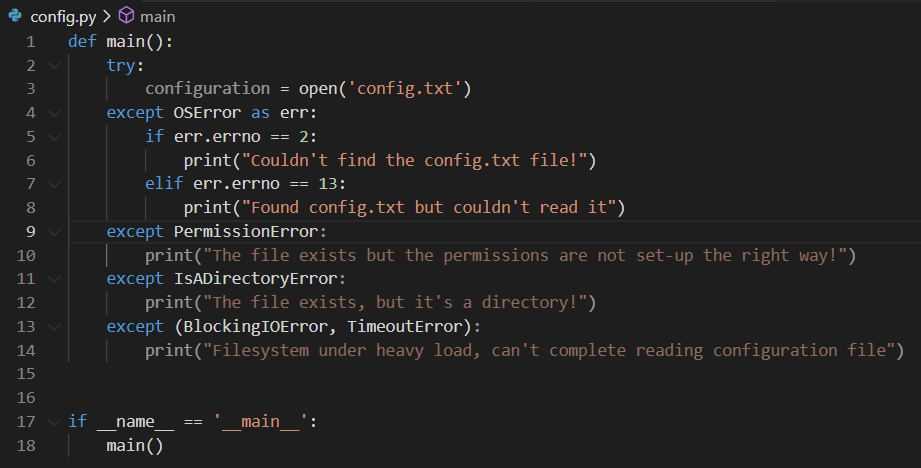 config.py > main
1 def main():
2     try:
3         configuration = open('config.txt')
4     except OSError as err:
5         if err.errno == 2:
6             print("Couldn't find the config.txt file!")
7         elif err.errno == 13:
8             print("Found config.txt but couldn't read it")
9     except PermissionError:
10         print("The file exists but the permissions are not set-up the right way!")
11     except IsADirectoryError:
12         print("The file exists, but it's a directory!")
13     except (BlockingIOError, TimeoutError):
14         print("Filesystem under heavy load, can't complete reading configuration file")
15
16
17 if __name__ == '__main__':
18     main()